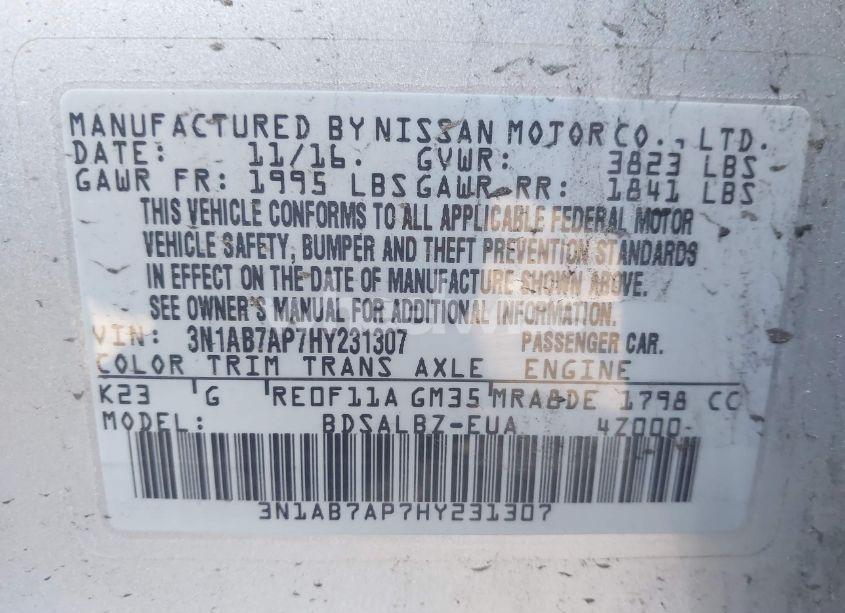 MANUFACTURED BY NISSAN MOTOR CO., LTD.
DATE: 11/16. GVWR: 3823 LBS
GAWR FR: 1995 LBS GAWR RR: 1841 LBS
THIS VEHICLE CONFORMS TO ALL APPLICABLE FEDERAL MOTOR
VEHICLE SAFETY, BUMPER AND THEFT PREVENTION STANDARDS
IN EFFECT ON THE DATE OF MANUFACTURE SHOWN ABOVE.
SEE OWNER'S MANUAL FOR ADDITIONAL INFORMATION.
VIN: 3N1AB7AP7HY231307 PASSENGER CAR.
COLOR TRIM TRANS AXLE ENGINE
K23 G RE0F11A GM35 MRA8DE 1798 CC
MODEL: BDSALBZ-EUA 4Z000-
3N1AB7AP7HY231307